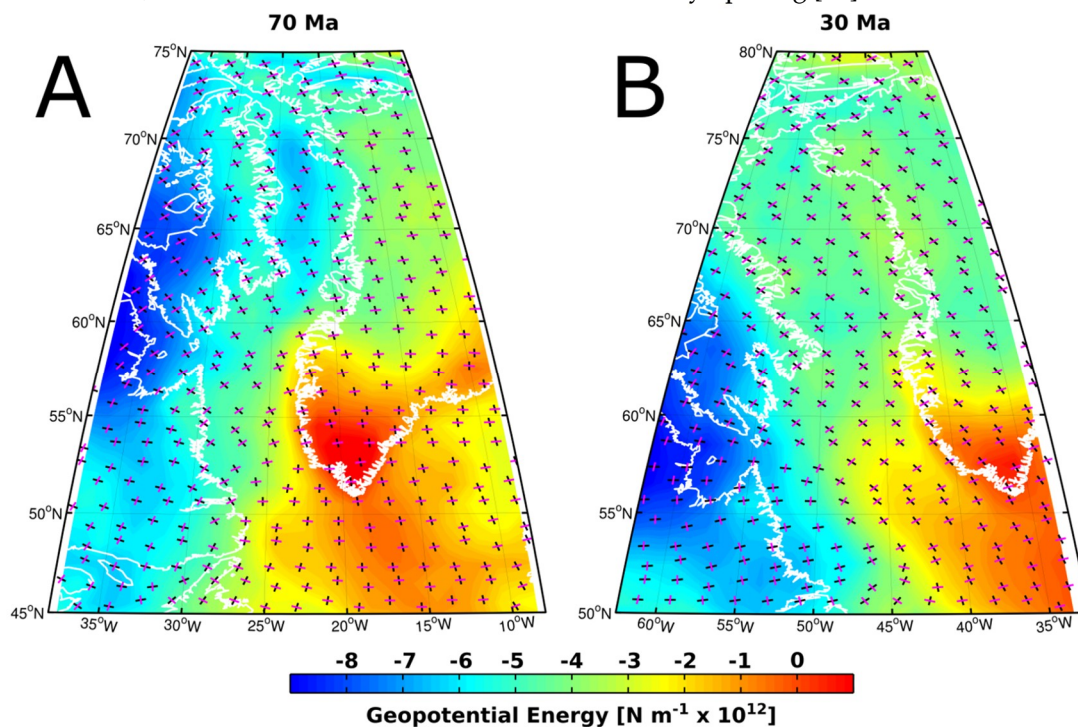 70 Ma
30 Ma
A
B
75°N
70°N
65°N
60°N
55°N
50°N
45°N
35°W
30°W
25°W
20°W
15°W
10°W
80°N
75°N
70°N
65°N
60°N
55°N
50°N
60°W
55°W
50°W
45°W
40°W
35°W
-8 -7 -6 -5 -4 -3 -2 -1 0
Geopotential Energy [N m⁻¹ x 10¹²]